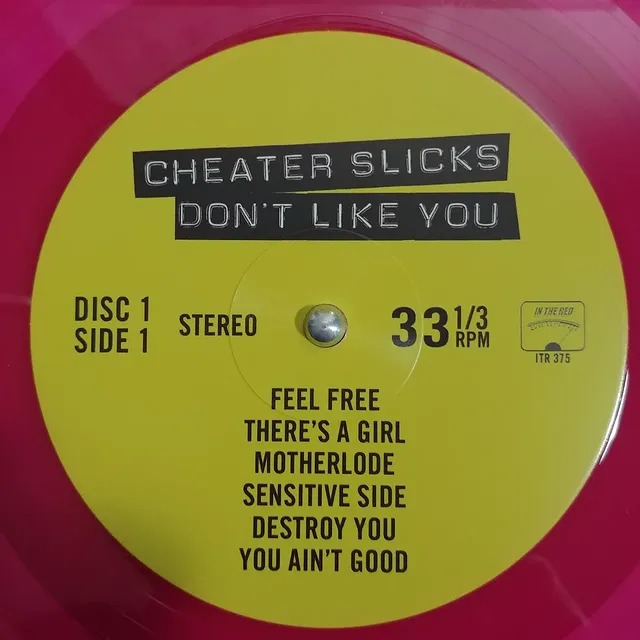 CHEATER SLICKS
DON'T LIKE YOU
DISC 1
SIDE 1
STEREO
33 1/3
RPM
IN THE RED
ITR 375
FEEL FREE
THERE'S A GIRL
MOTHERLODE
SENSITIVE SIDE
DESTROY YOU
YOU AIN'T GOOD